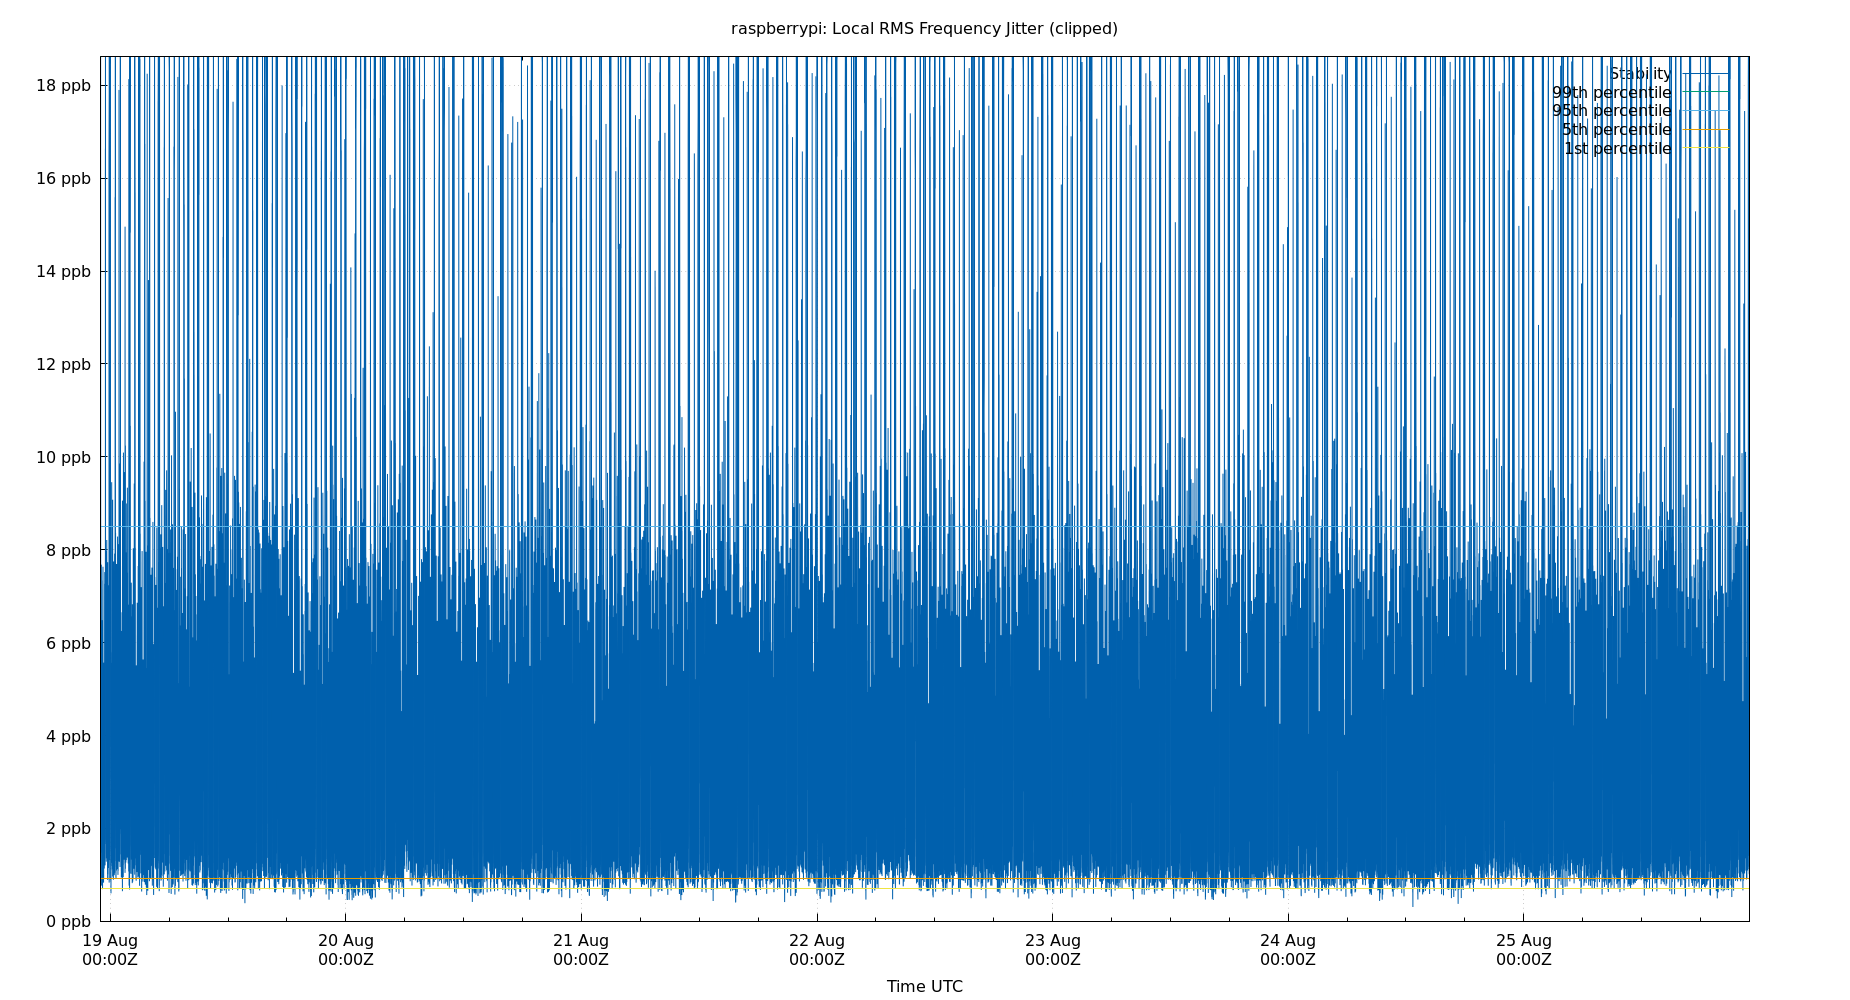 raspberrypi: Local RMS Frequency Jitter (clipped)
18 ppb
16 ppb
14 ppb
12 ppb
10 ppb
8 ppb
6 ppb
4 ppb
2 ppb
0 ppb
Stability
99th percentile
95th percentile
5th percentile
1st percentile
19 Aug 20 Aug 21 Aug 22 Aug 23 Aug 24 Aug 25 Aug
00:00Z 00:00Z 00:00Z 00:00Z 00:00Z 00:00Z 00:00Z
Time UTC